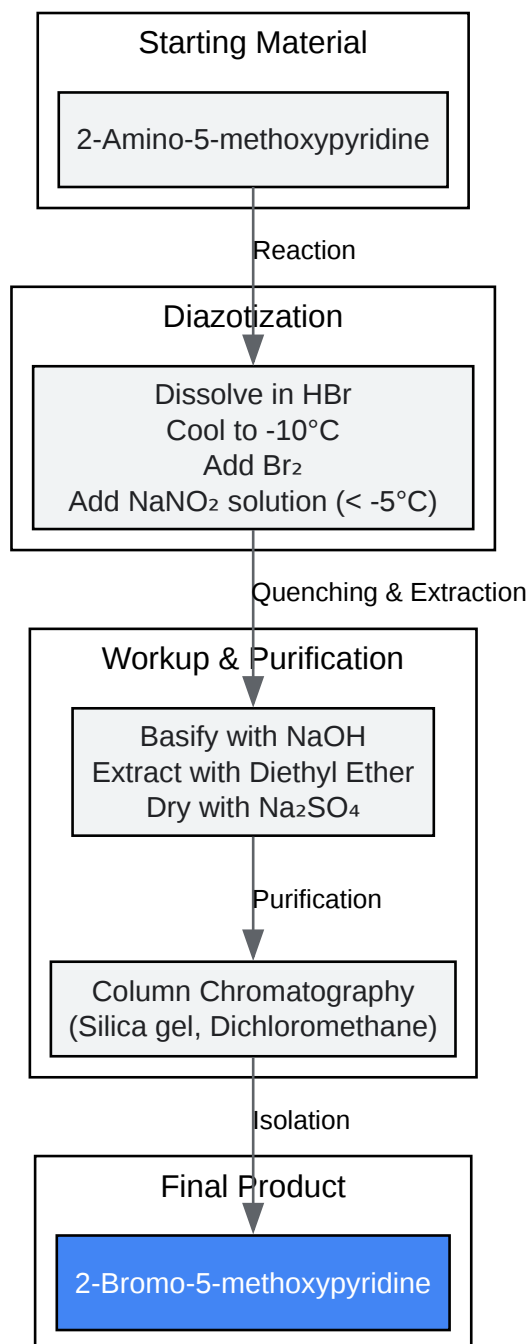 Starting Material
2-Amino-5-methoxypyridine
Reaction
Diazotization
Dissolve in HBr
Cool to -10°C
Add Br₂
Add NaNO₂ solution (< -5°C)
Quenching & Extraction
Workup & Purification
Basify with NaOH
Extract with Diethyl Ether
Dry with Na₂SO₄
Purification
Column Chromatography
(Silica gel, Dichloromethane)
Isolation
Final Product
2-Bromo-5-methoxypyridine